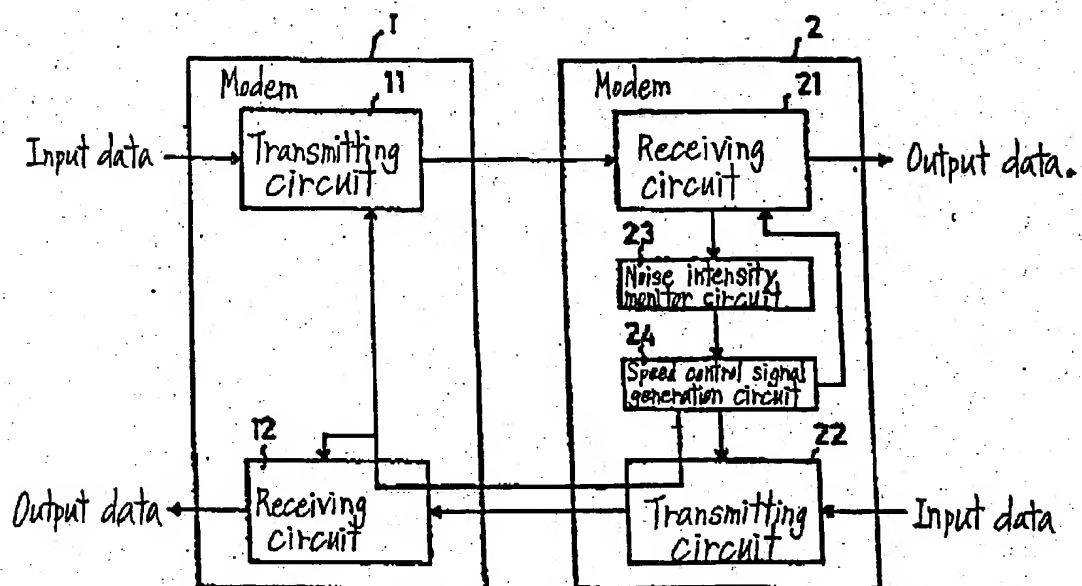 1
2
Modem
11
Modem
21
Input data
Transmitting
circuit
Receiving
circuit
Output data.
23
Noise intensity
monitor circuit
24
Speed control signal
generation circuit
12
22
Output data
Receiving
circuit
Transmitting
circuit
Input data